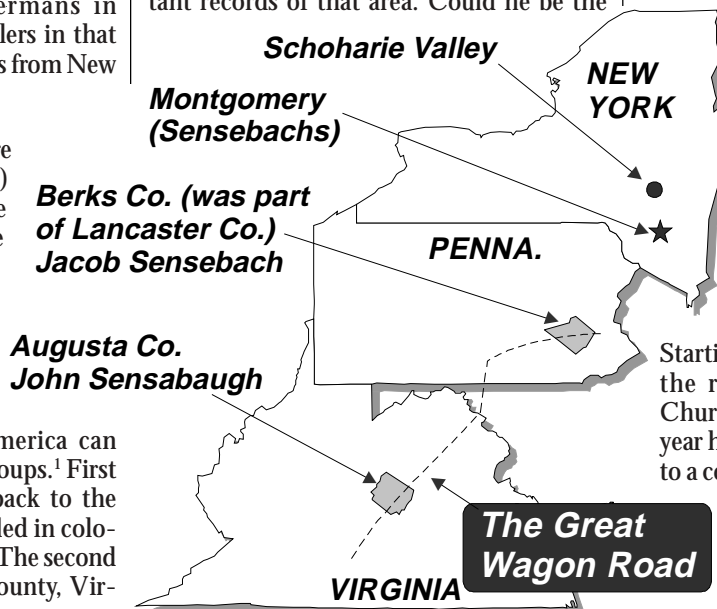 ermans in
lers in that
s from New
re
)
e
e
tant records of that area. Could he be the
Schoharie Valley
NEW
YORK
Montgomery
(Sensebachs)
Berks Co. (was part
of Lancaster Co.)
Jacob Sensebach
PENNA.
Augusta Co.
John Sensabaugh
Starti
the r
Chur
year h
to a c
merica can
oups.¹ First
back to the
led in colo-
The second
ounty, Vir-
The Great
Wagon Road
VIRGINIA